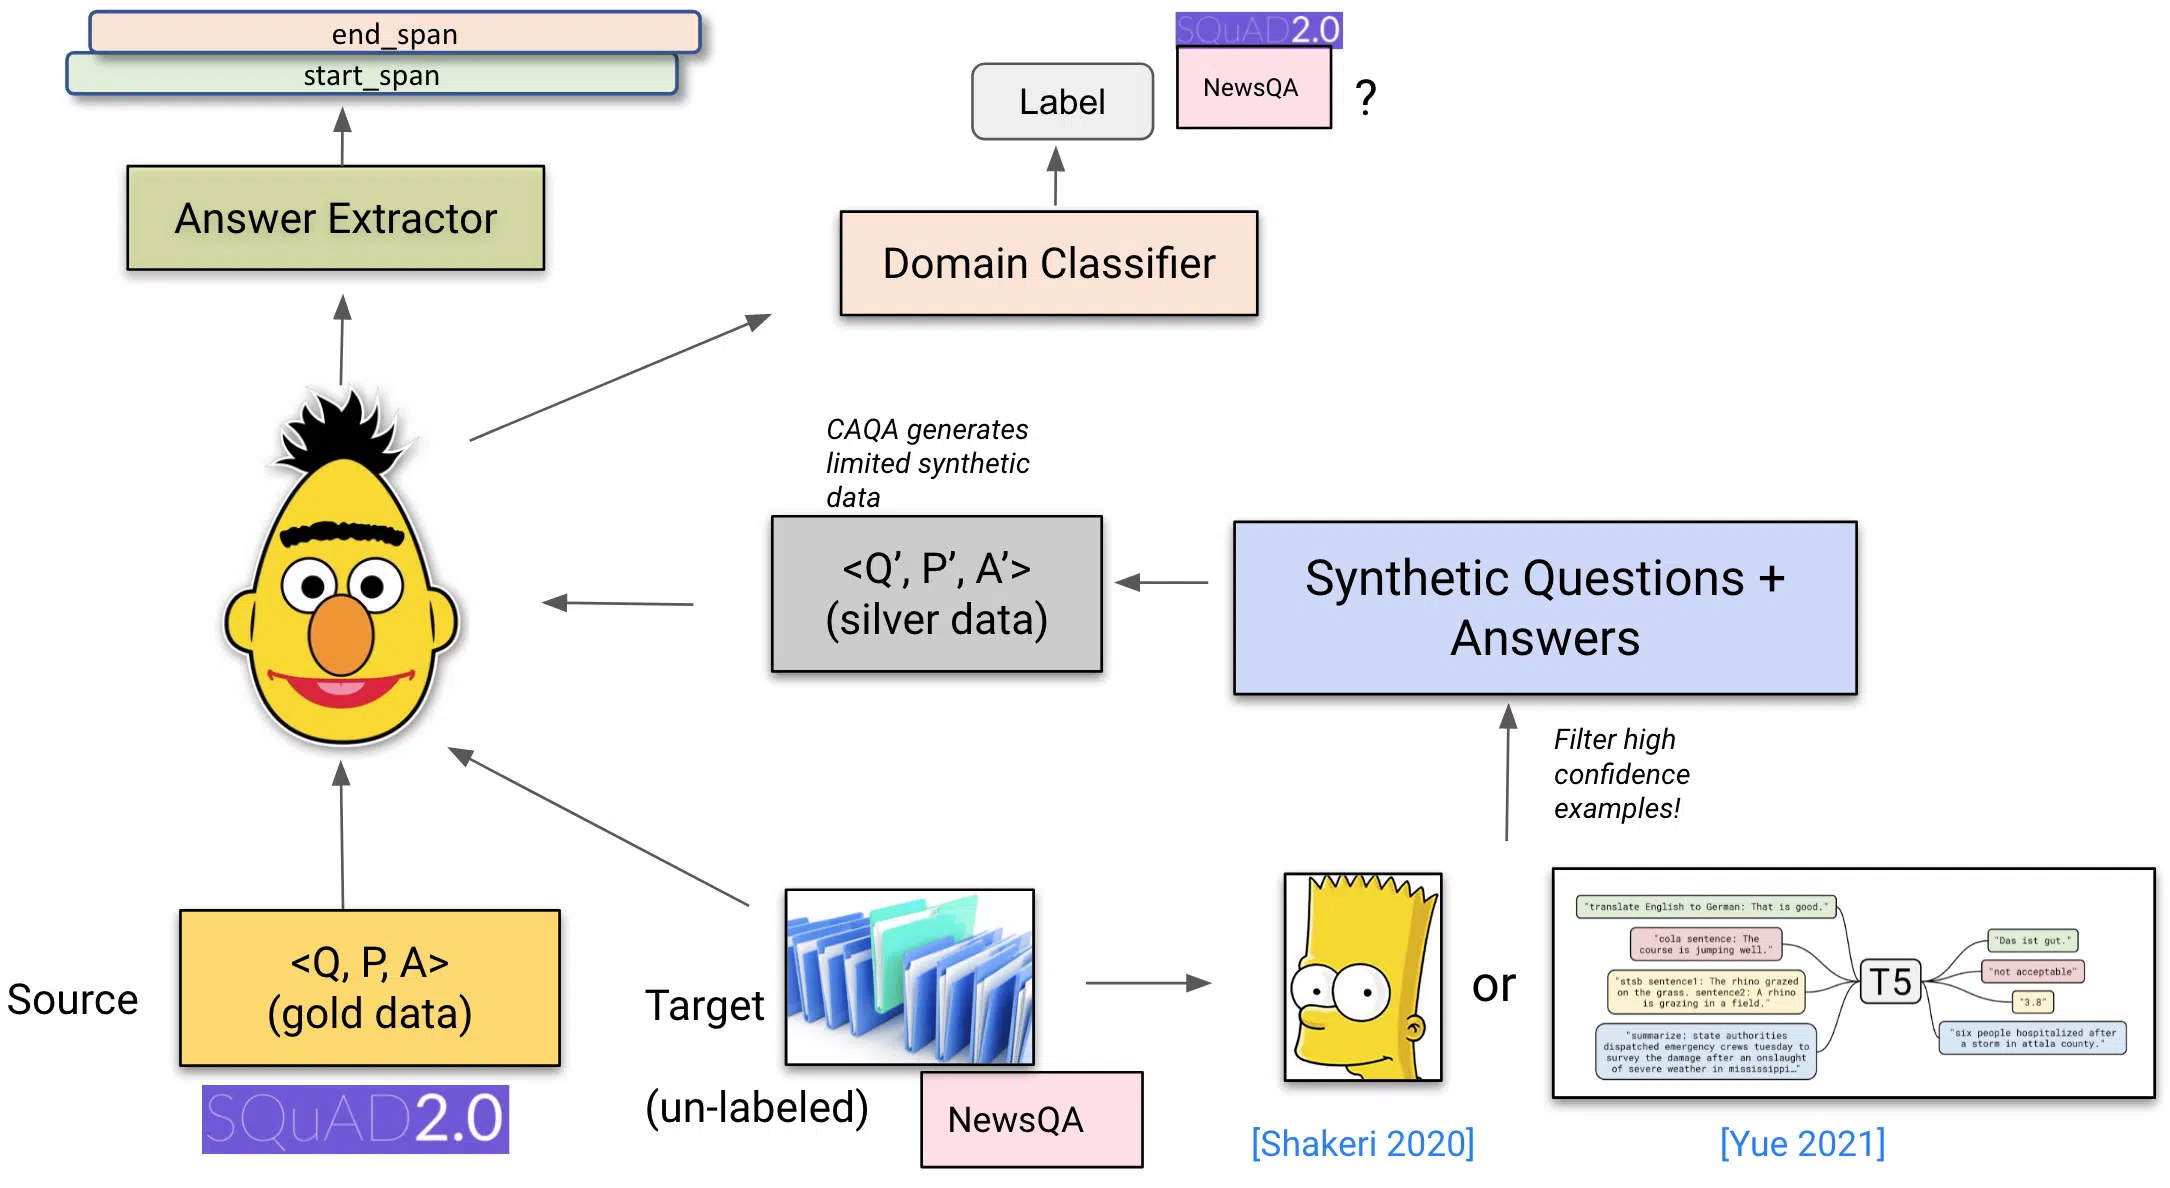 end_span
start_span
SQuAD2.0
NewsQA
?
Label
Answer Extractor
Domain Classifier
CAQA generates
limited synthetic
data
<Q’, P’, A’>
(silver data)
Synthetic Questions +
Answers
Filter high
confidence
examples!
Source
<Q, P, A>
(gold data)
SQuAD2.0
Target
(un-labeled)
NewsQA
or
"translate English to German: That is good."
"cola sentence: The
course is jumping well."
"stsb sentence1: The rhino grazed
on the grass. sentence2: A rhino
is grazing in a field."
"summarize: state authorities
dispatched emergency crews tuesday to
survey the damage after an onslaught
of severe weather in mississippi…"
T5
"Das ist gut."
"not acceptable"
"3.8"
"six people hospitalized after
a storm in attala county."
[Shakeri 2020]
[Yue 2021]